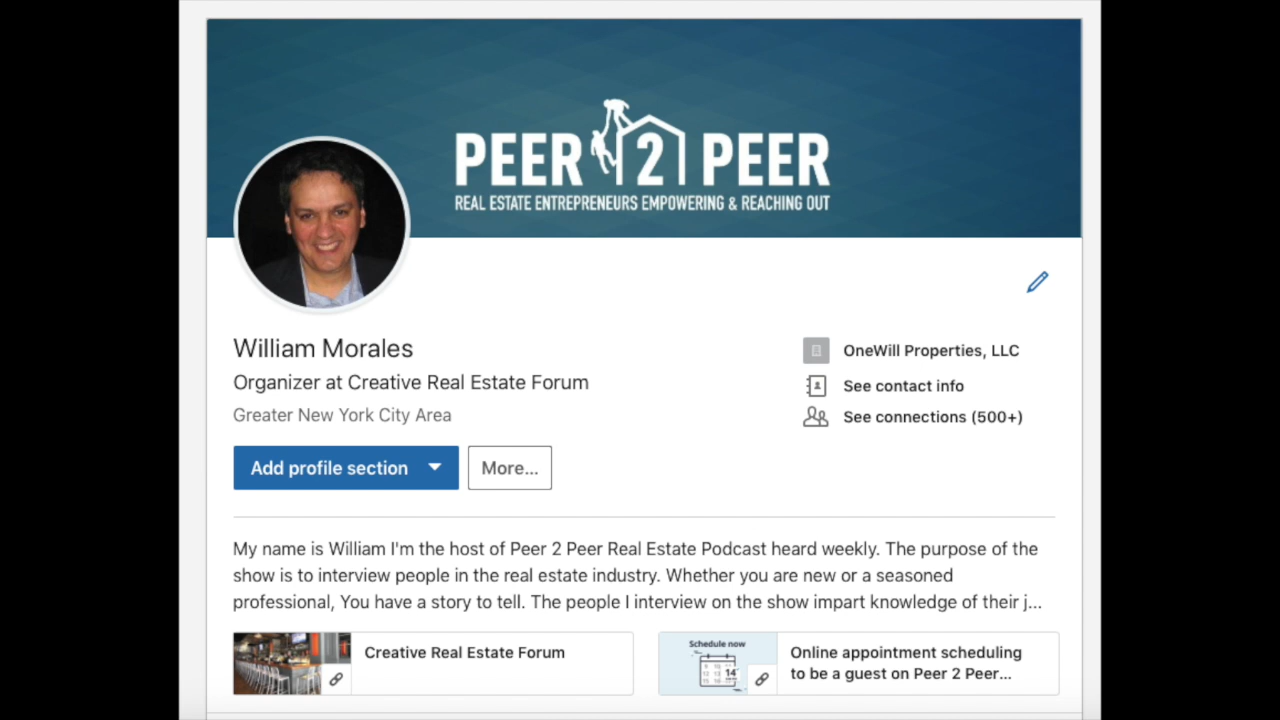 PEER 2 PEER
REAL ESTATE ENTREPRENEURS EMPOWERING & REACHING OUT
William Morales
Organizer at Creative Real Estate Forum
Greater New York City Area
OneWill Properties, LLC
See contact info
See connections (500+)
Add profile section
More...
My name is William I'm the host of Peer 2 Peer Real Estate Podcast heard weekly. The purpose of the
show is to interview people in the real estate industry. Whether you are new or a seasoned
professional, You have a story to tell. The people I interview on the show impart knowledge of their j...
Creative Real Estate Forum
Schedule now
14
Online appointment scheduling
to be a guest on Peer 2 Peer...